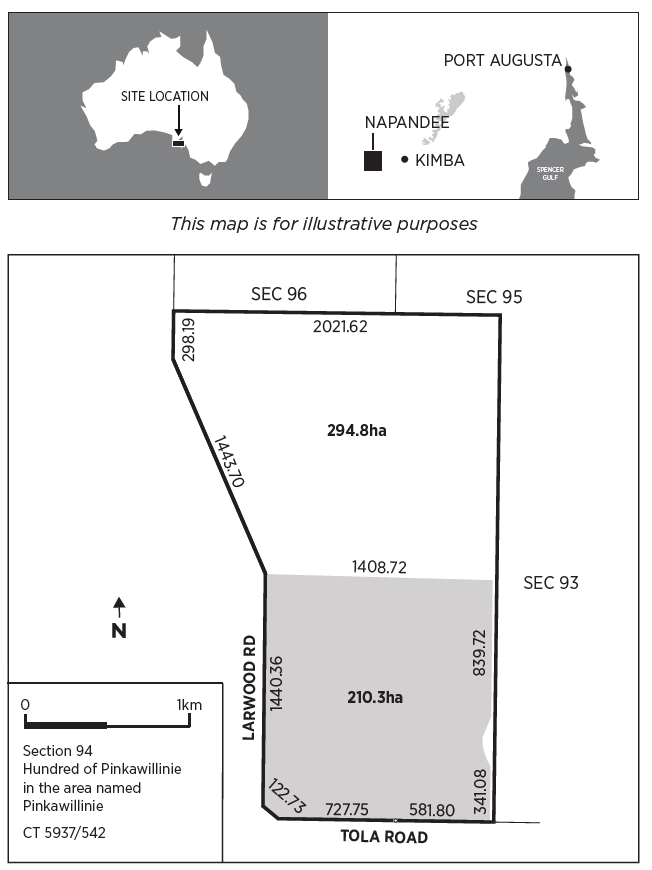 SITE LOCATION
PORT AUGUSTA
NAPANDEE
KIMBA
SPENCER
GULF
This map is for illustrative purposes
SEC 96
SEC 95
2021.62
298.19
294.8ha
1443.70
1408.72
SEC 93
N
LARWOOD RD
1440.36
839.72
210.3ha
341.08
122.73
727.75
581.80
TOLA ROAD
0
1km
Section 94
Hundred of Pinkawillinie
in the area named
Pinkawillinie
CT 5937/542